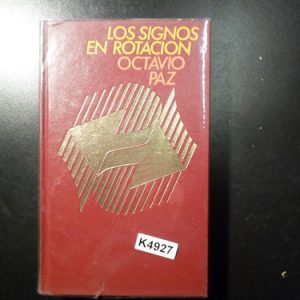 LOS SIGNOS
EN ROTACION
OCTAVIO
PAZ
K4927